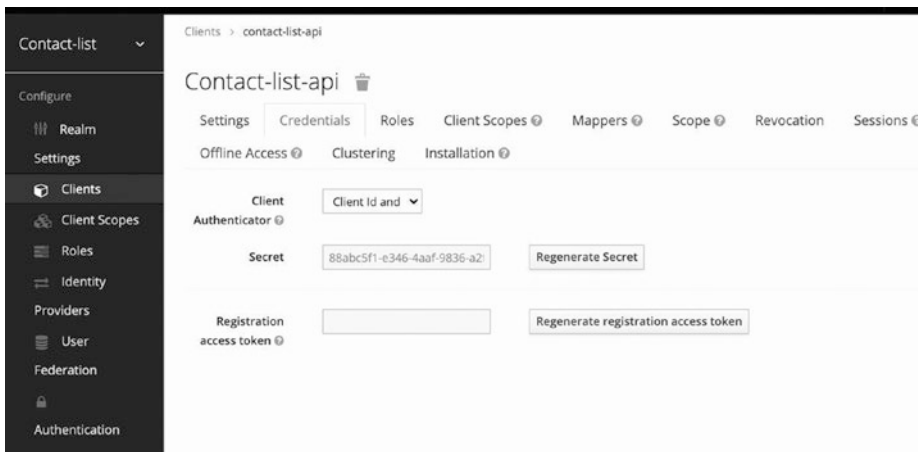 Contact-list
Configure
Realm
Settings
Clients
Client Scopes
Roles
Identity
Providers
User
Federation
Authentication
Clients > contact-list-api
Contact-list-api
Settings Credentials Roles Client Scopes Mappers Scope Revocation Sessions
Offline Access Clustering Installation
Client
Authenticator
Client Id and
Secret 88abc5f1-e346-4aaf-9836-a2 Regenerate Secret
Registration
access token
Regenerate registration access token